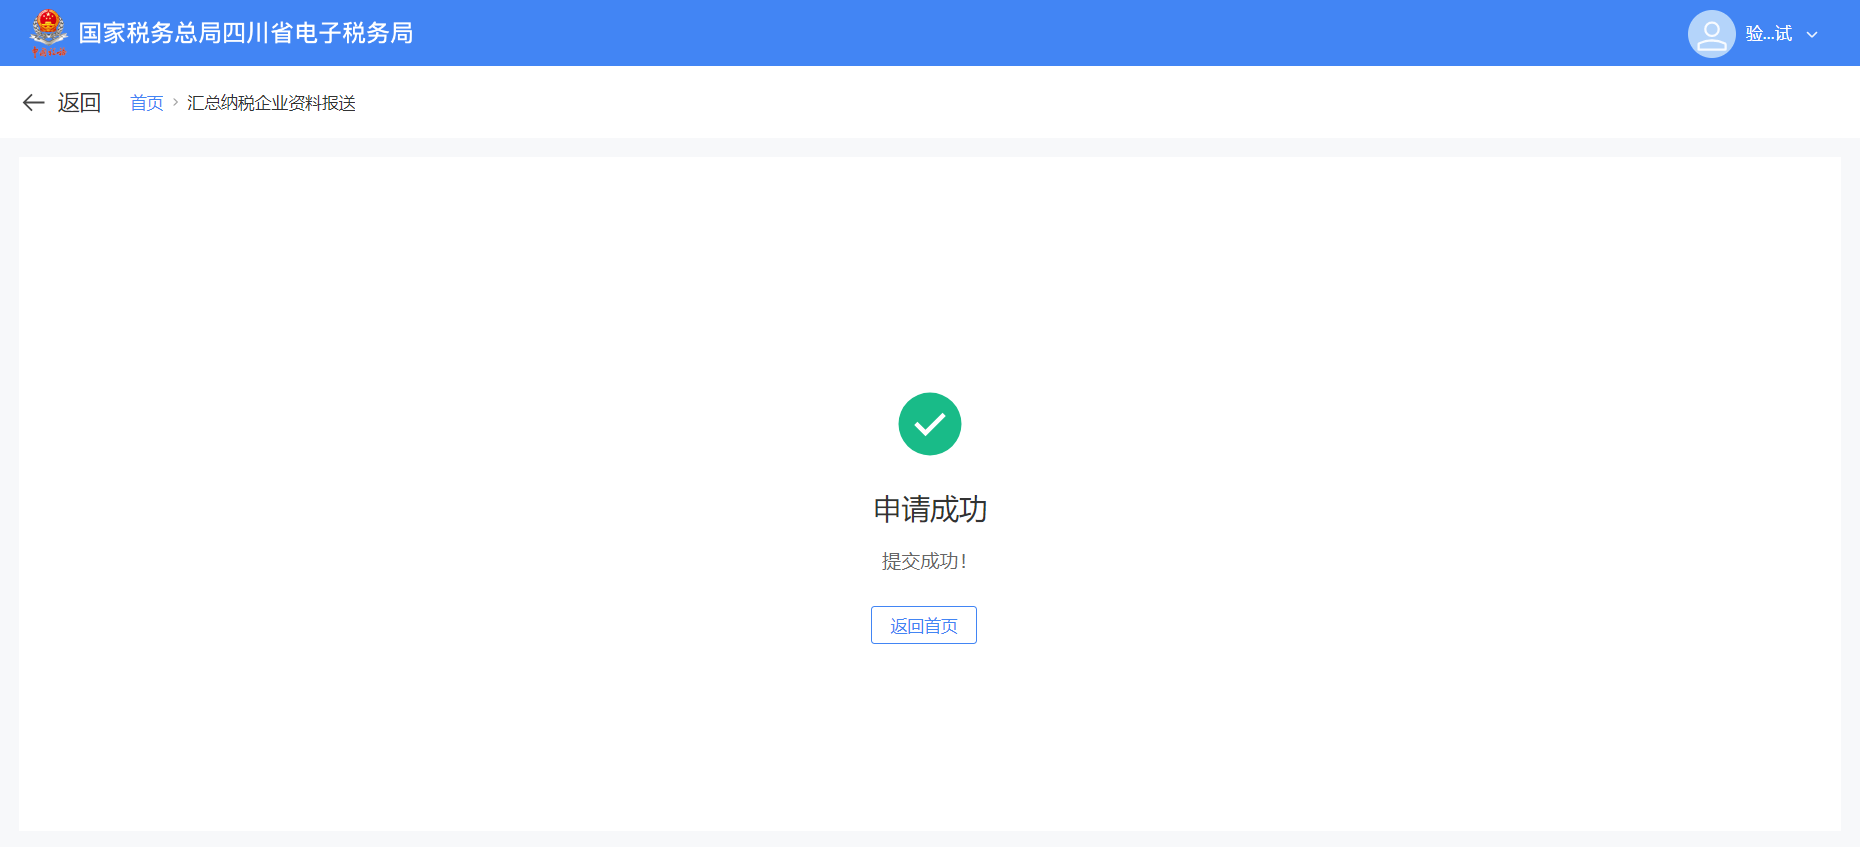 国家税务总局四川省电子税务局
验...试
返回
首页 > 汇总纳税企业资料报送
申请成功
提交成功！
返回首页